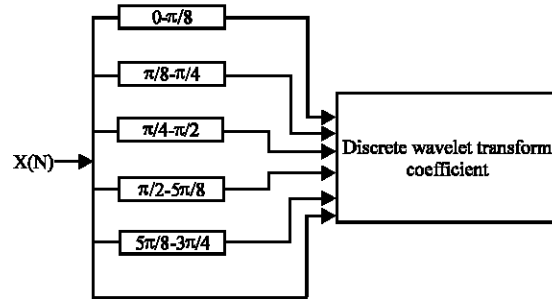 0-π/8
π/8-π/4
π/4-π/2
X(N)
π/2-5π/8
5π/8-3π/4
Discrete wavelet transform
coefficient